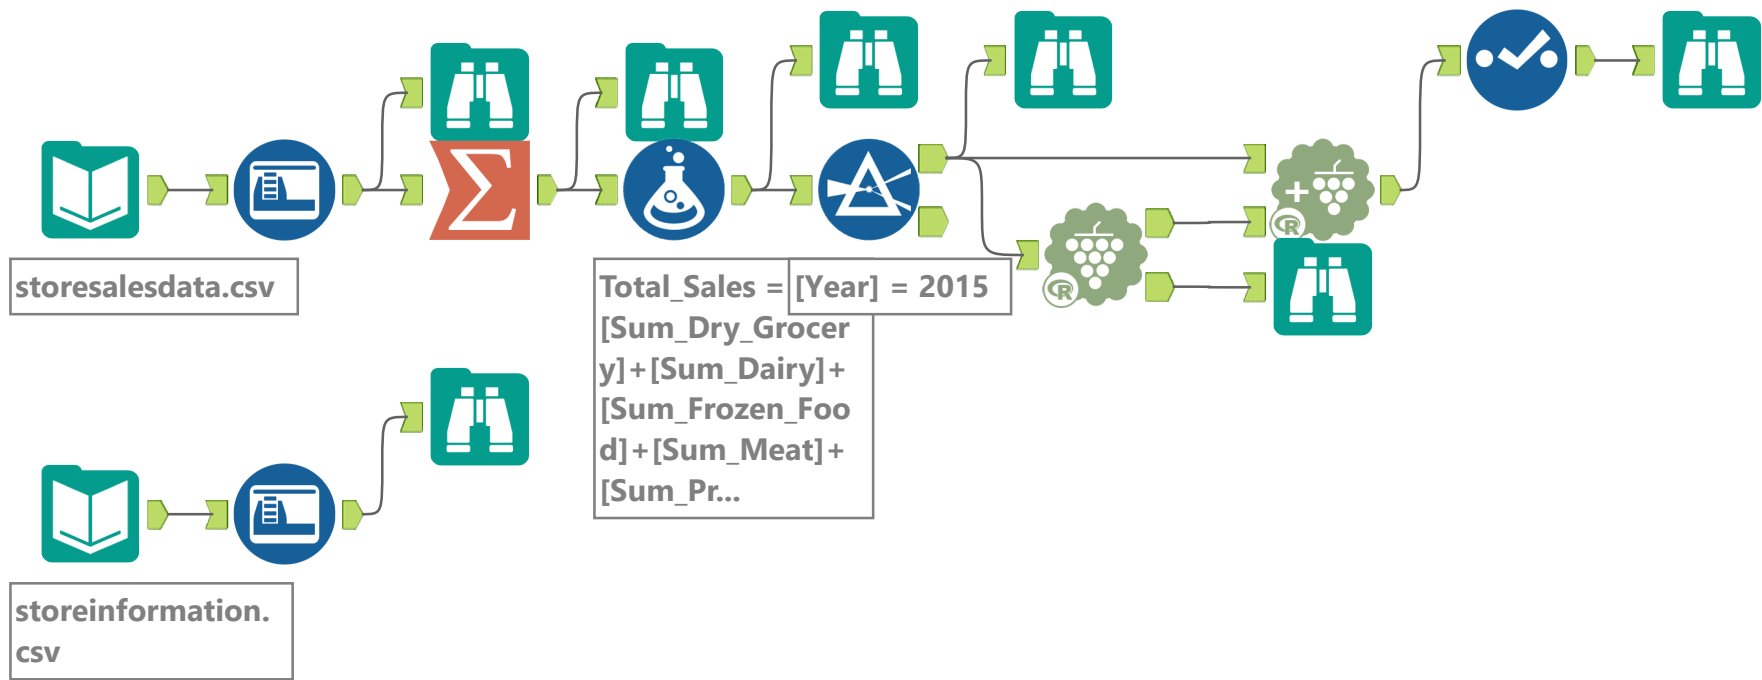 storesalesdata.csv
Total_Sales =
[Sum_Dry_Grocer
y]+[Sum_Dairy]+
[Sum_Frozen_Foo
d]+[Sum_Meat]+
[Sum_Pr...
[Year] = 2015
R
R
storeinformation.
csv